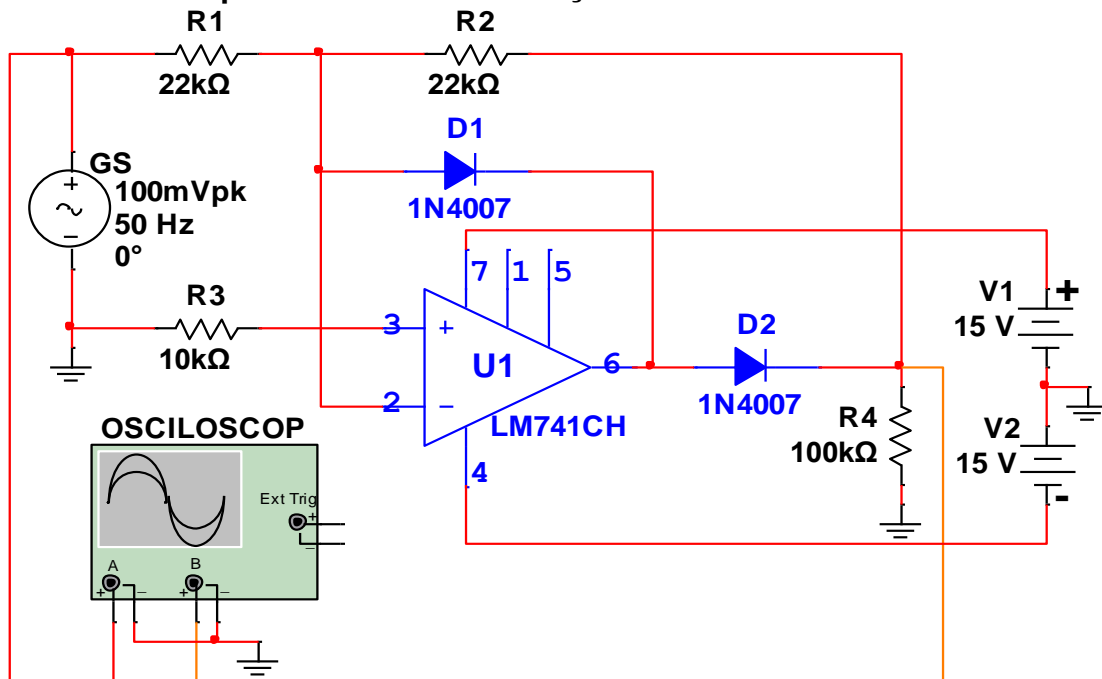 R1
22kΩ
R2
22kΩ
D1
1N4007
GS
100mVpk
50 Hz
0°
R3
10kΩ
7 1 5
3
2
U1
6
4
LM741CH
D2
1N4007
V1
15 V
R4
100kΩ
V2
15 V
OSCILOSCOP
Ext Trig
A B